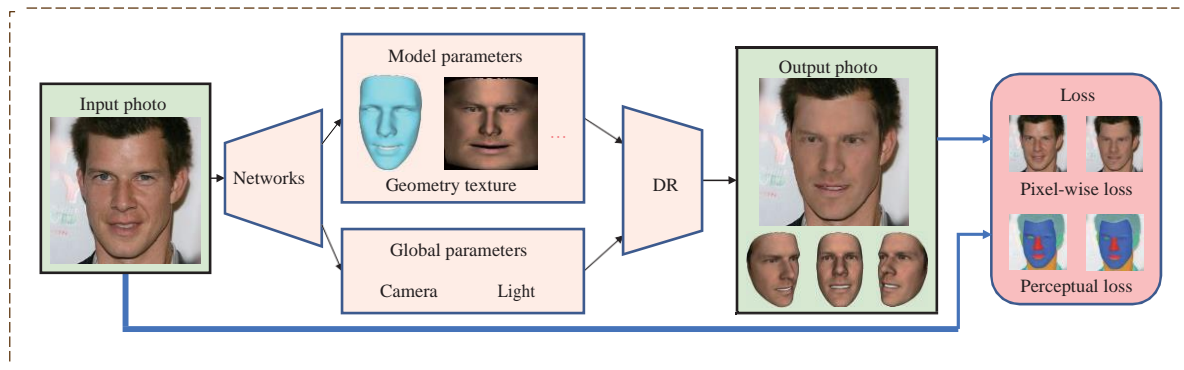 Input photo
Networks
Model parameters
...
Geometry texture
Global parameters
Camera Light
DR
Output photo
Loss
Pixel-wise loss
Perceptual loss